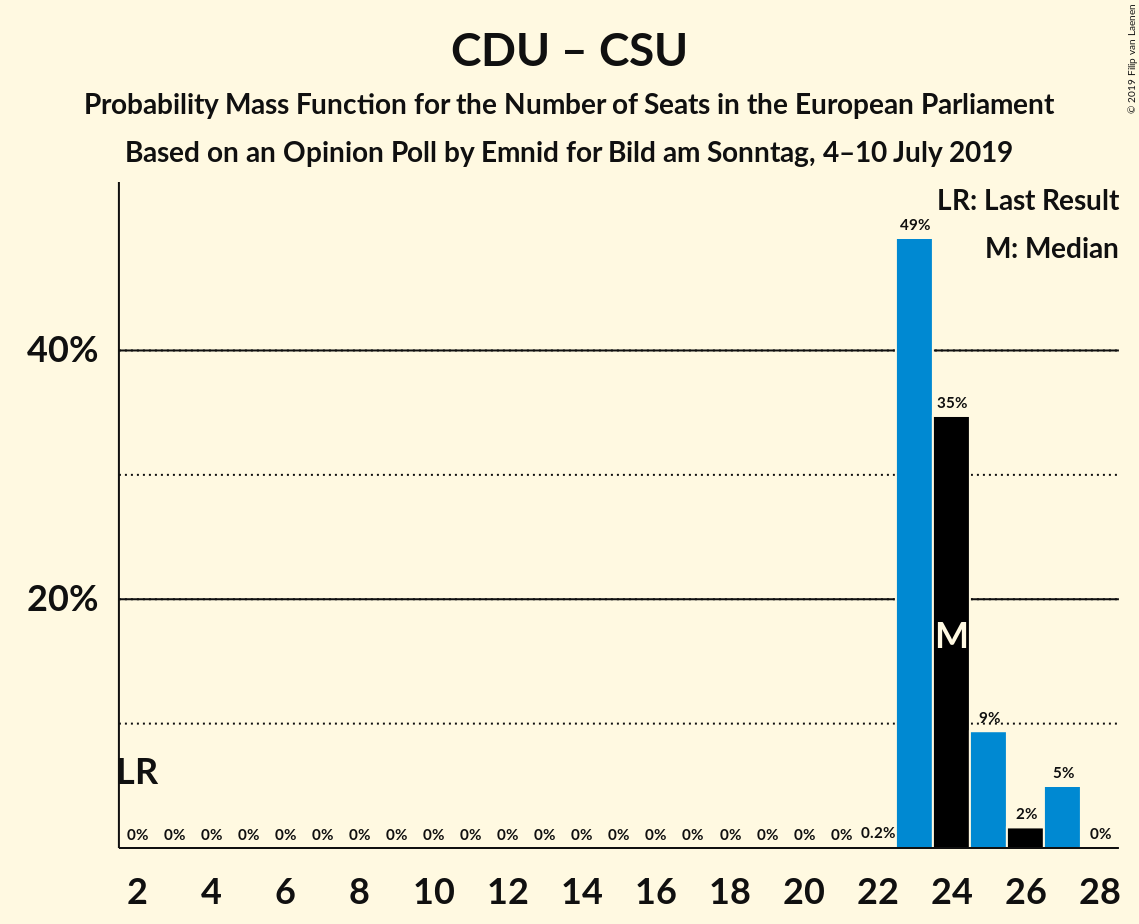 CDU – CSU
Probability Mass Function for the Number of Seats in the European Parliament
Based on an Opinion Poll by Emnid for Bild am Sonntag, 4–10 July 2019
© 2019 Filip van Laenen
LR: Last Result
M: Median
49%
40%
35%
20%
M
9%
LR
5%
2%
0% 0% 0% 0% 0% 0% 0% 0% 0% 0% 0% 0% 0% 0% 0% 0% 0% 0% 0% 0% 0.2% 0%
2 4 6 8 10 12 14 16 18 20 22 24 26 28